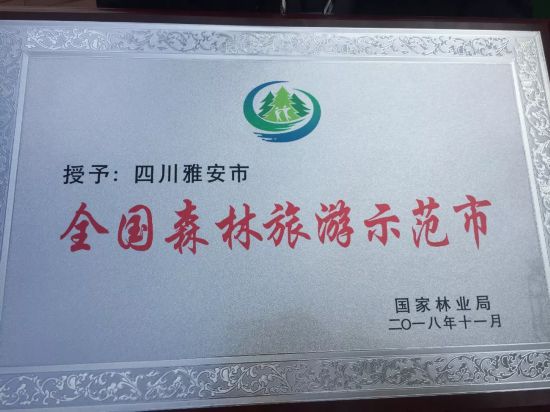 授予：四川雅安市
全国森林旅游示范市
国家林业局
二〇一八年十一月